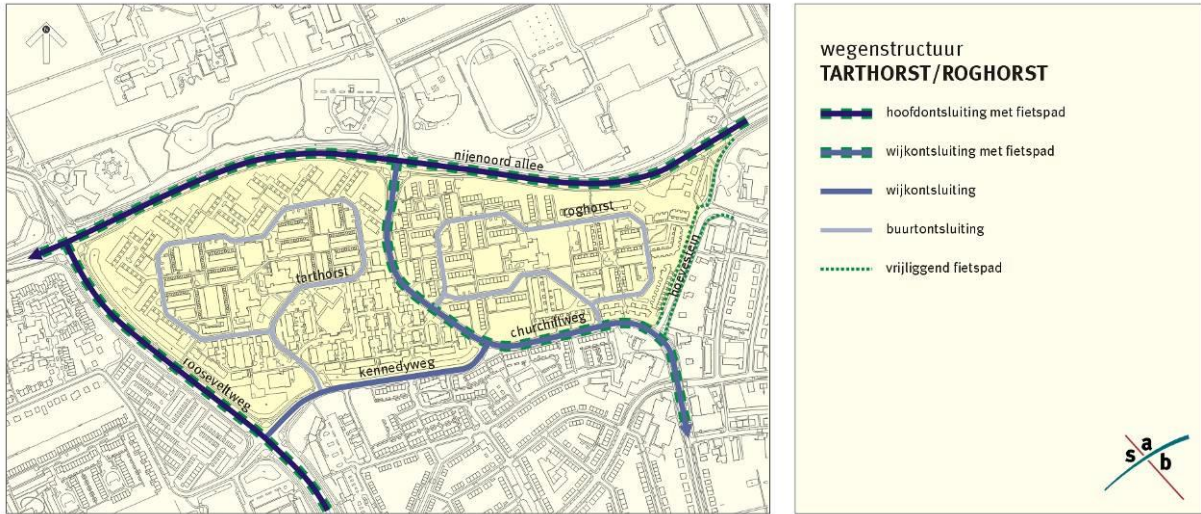 nijenoord allee
roghorst
tarthorst
hoevestein
churchillweg
kennedyweg
rooseveltweg
wegenstructuur
TARTHORST/ROGHORST
hoofdontsluiting met fietspad
wijkontsluiting met fietspad
wijkontsluiting
buurtontsluiting
vrijliggend fietspad
s a b